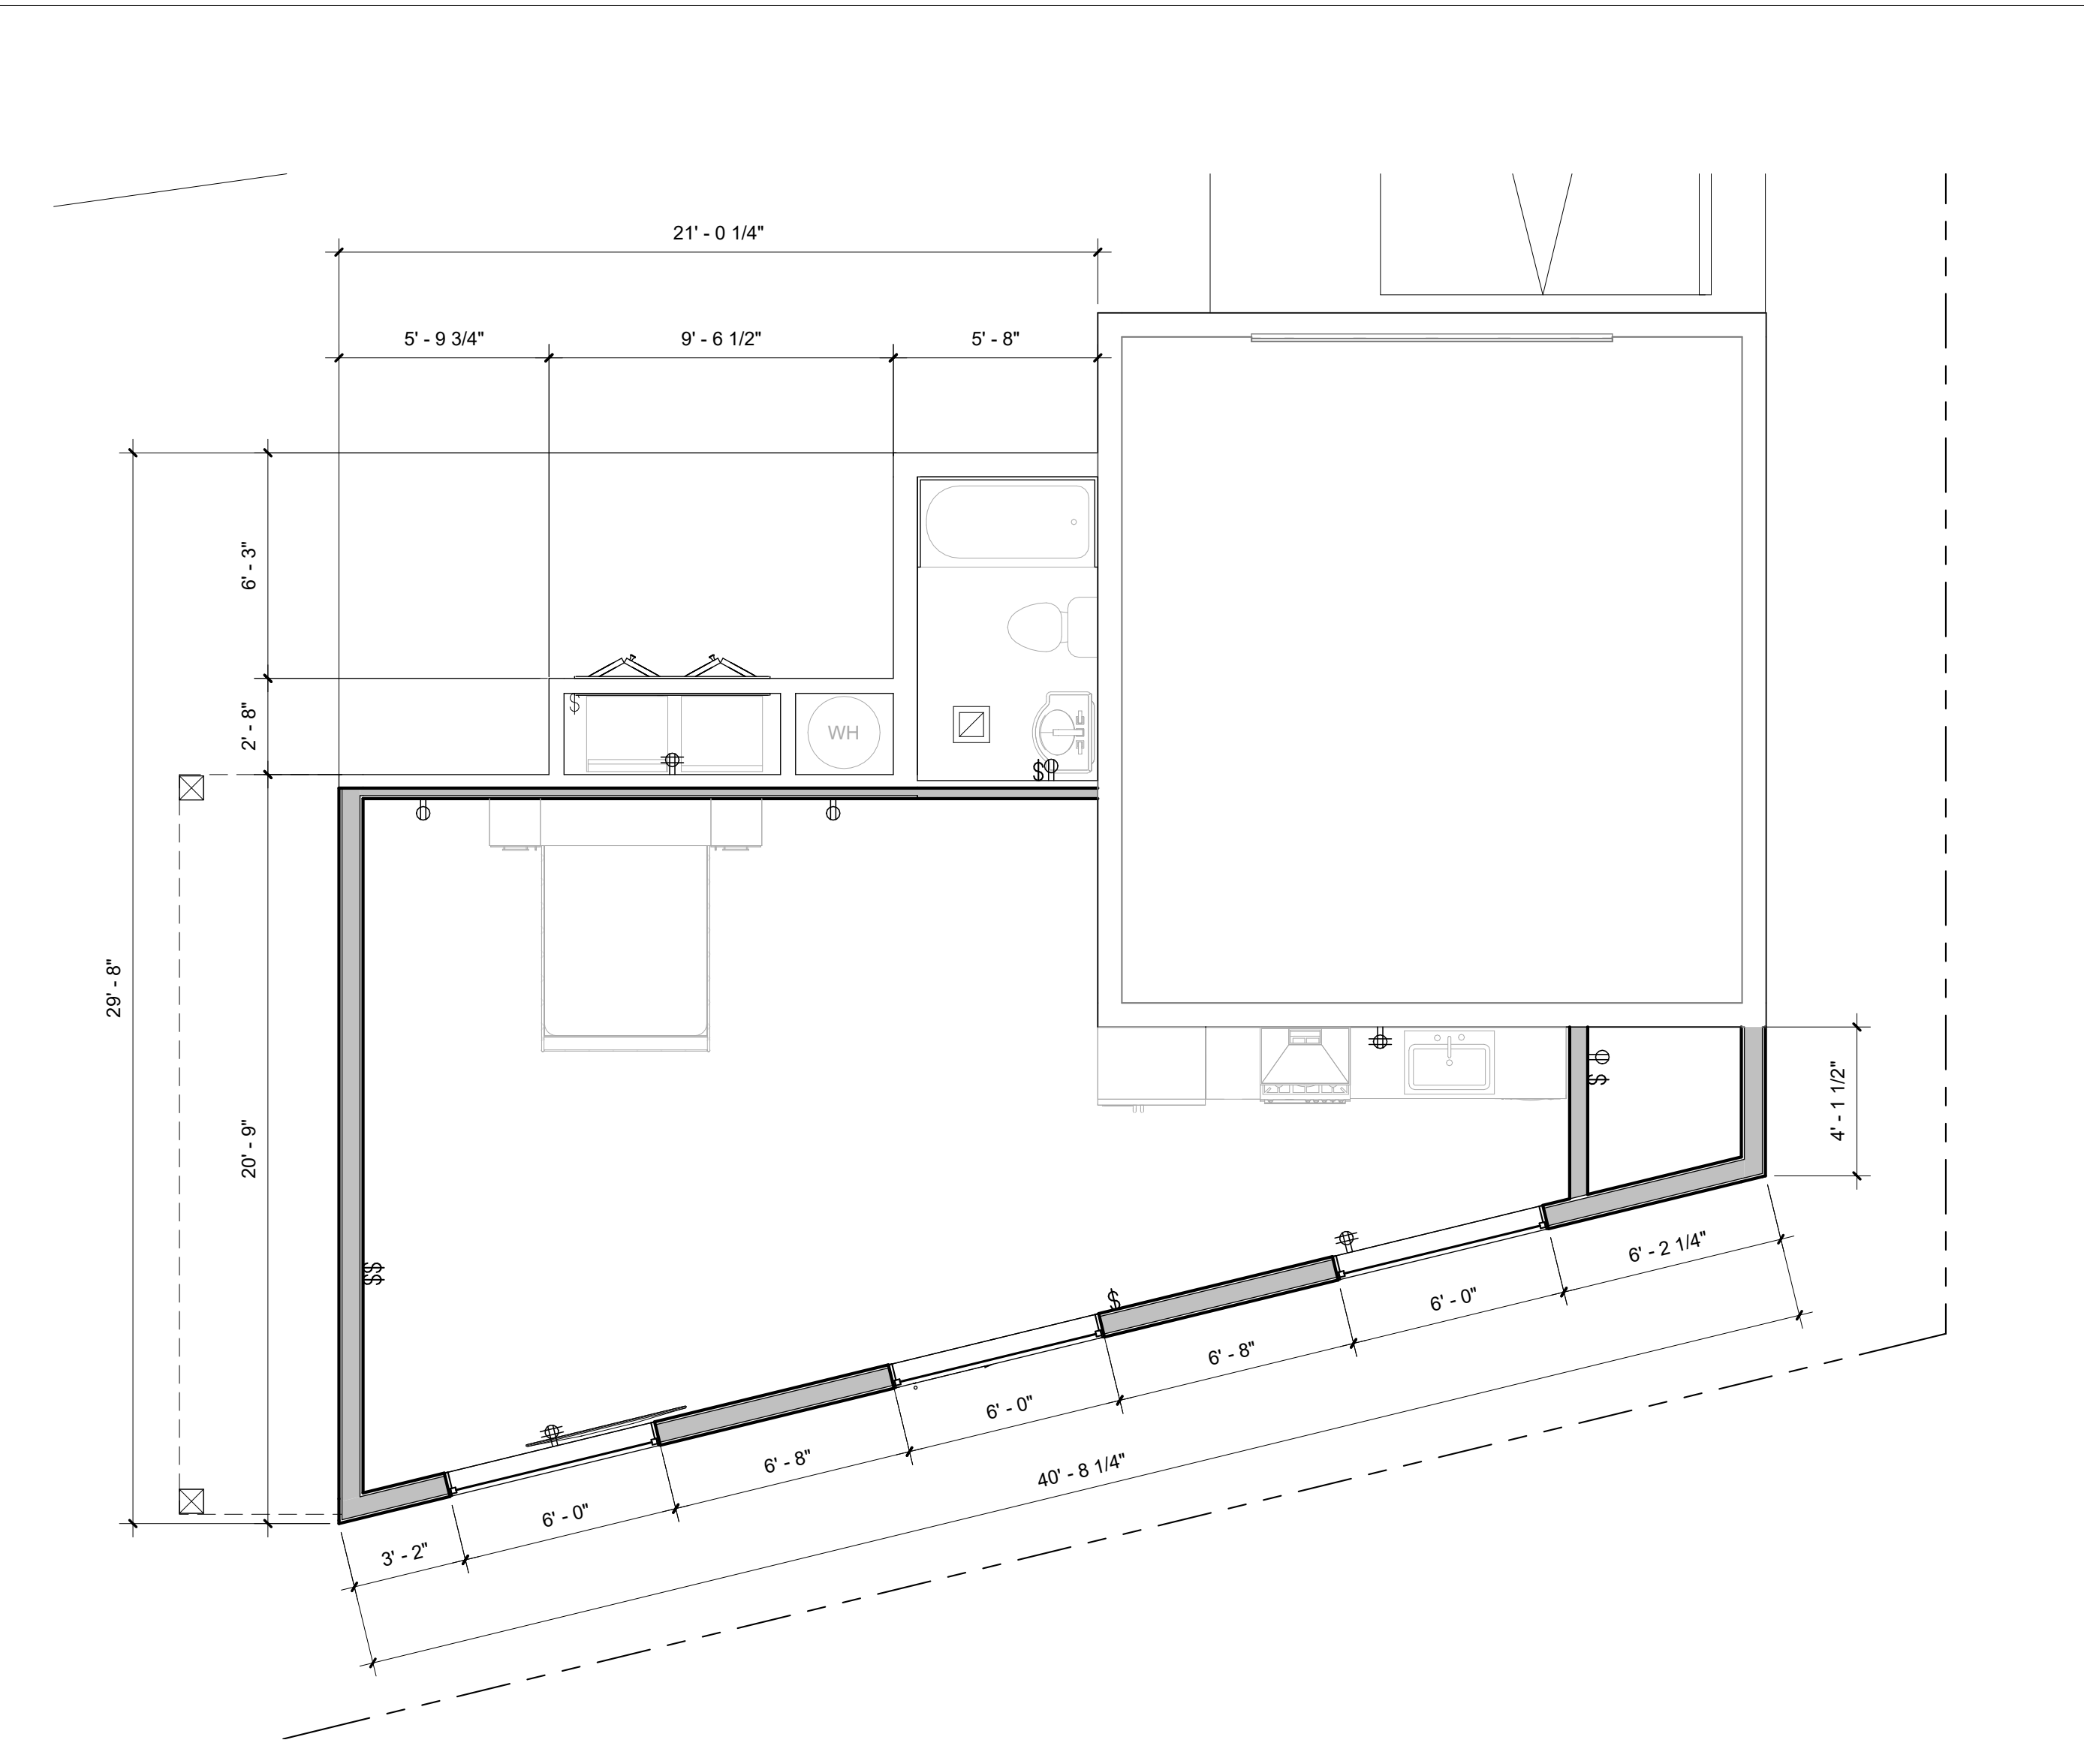 21' - 0 1/4"
5' - 9 3/4"
9' - 6 1/2"
5' - 8"
6' - 3"
2' - 8"
$
WH
$
29' - 8"
20' - 9"
4' - 1 1/2"
$
$$
$
6' - 2 1/4"
6' - 0"
6' - 8"
6' - 0"
40' - 8 1/4"
6' - 8"
6' - 0"
3' - 2"